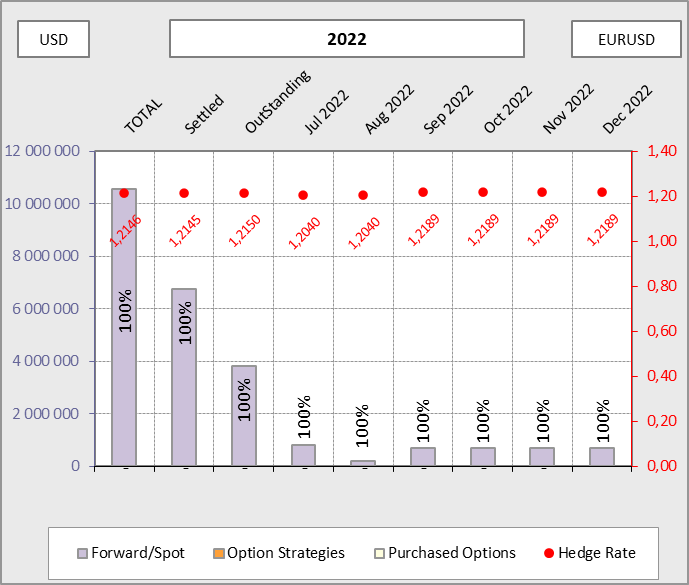 USD
2022
EURUSD
TOTAL
Settled
OutStanding
Jul 2022
Aug 2022
Sep 2022
Oct 2022
Nov 2022
Dec 2022
12 000 000
10 000 000
8 000 000
6 000 000
4 000 000
2 000 000
0
1,40
1,20
1,00
0,80
0,60
0,40
0,20
0,00
1,2146
1,2145
1,2150
1,2040
1,2040
1,2189
1,2189
1,2189
1,2189
100%
100%
100%
100%
100%
100%
100%
100%
100%
Forward/Spot
Option Strategies
Purchased Options
Hedge Rate